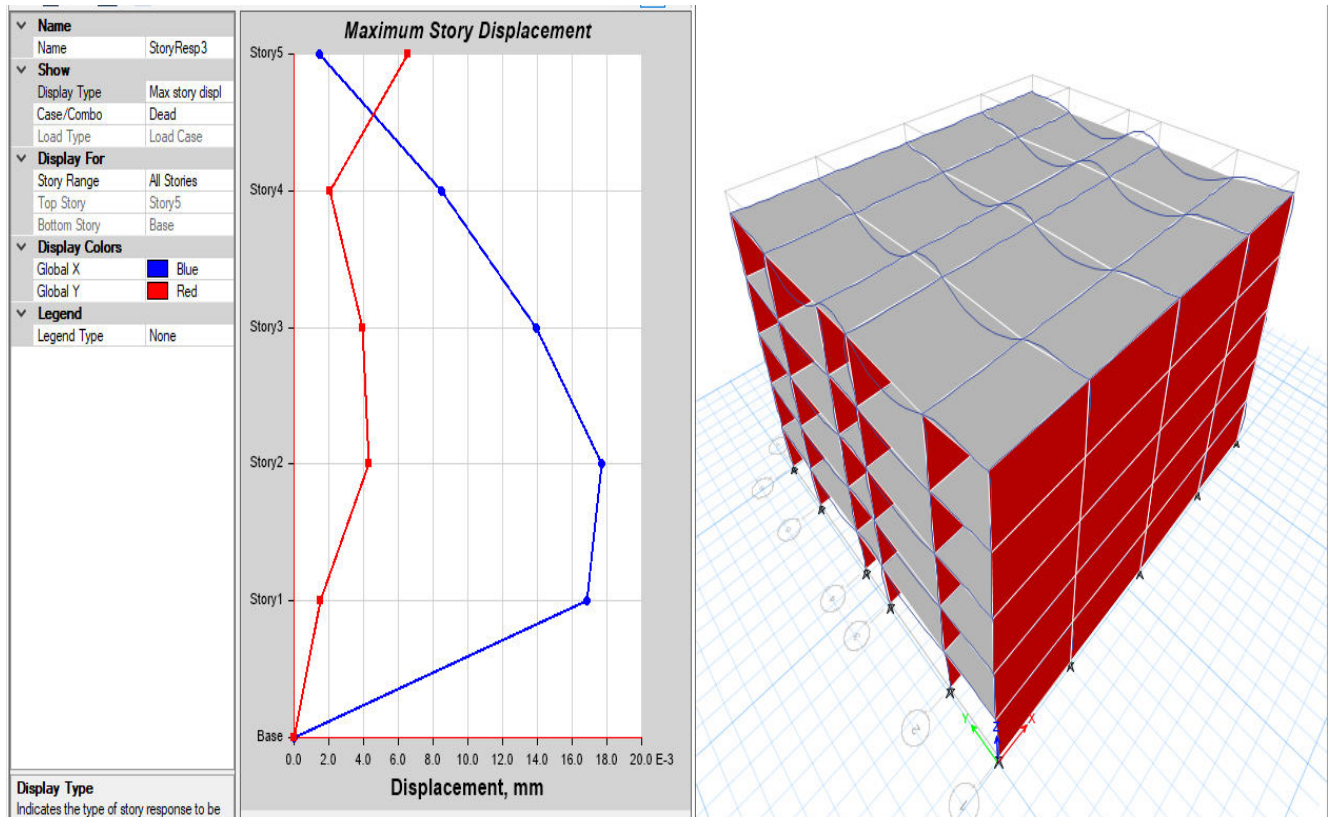 Name
Name StoryResp3
Show
Display Type Max story displ
Case/Combo Dead
Load Type Load Case
Display For
Story Range All Stories
Top Story Story5
Bottom Story Base
Display Colors
Global X Blue
Global Y Red
Legend
Legend Type None
Display Type
Indicates the type of story response to be
Maximum Story Displacement
Story5
Story4
Story3
Story2
Story1
Base
0.0 2.0 4.0 6.0 8.0 10.0 12.0 14.0 16.0 18.0 20.0 E-3
Displacement, mm
Y Z X